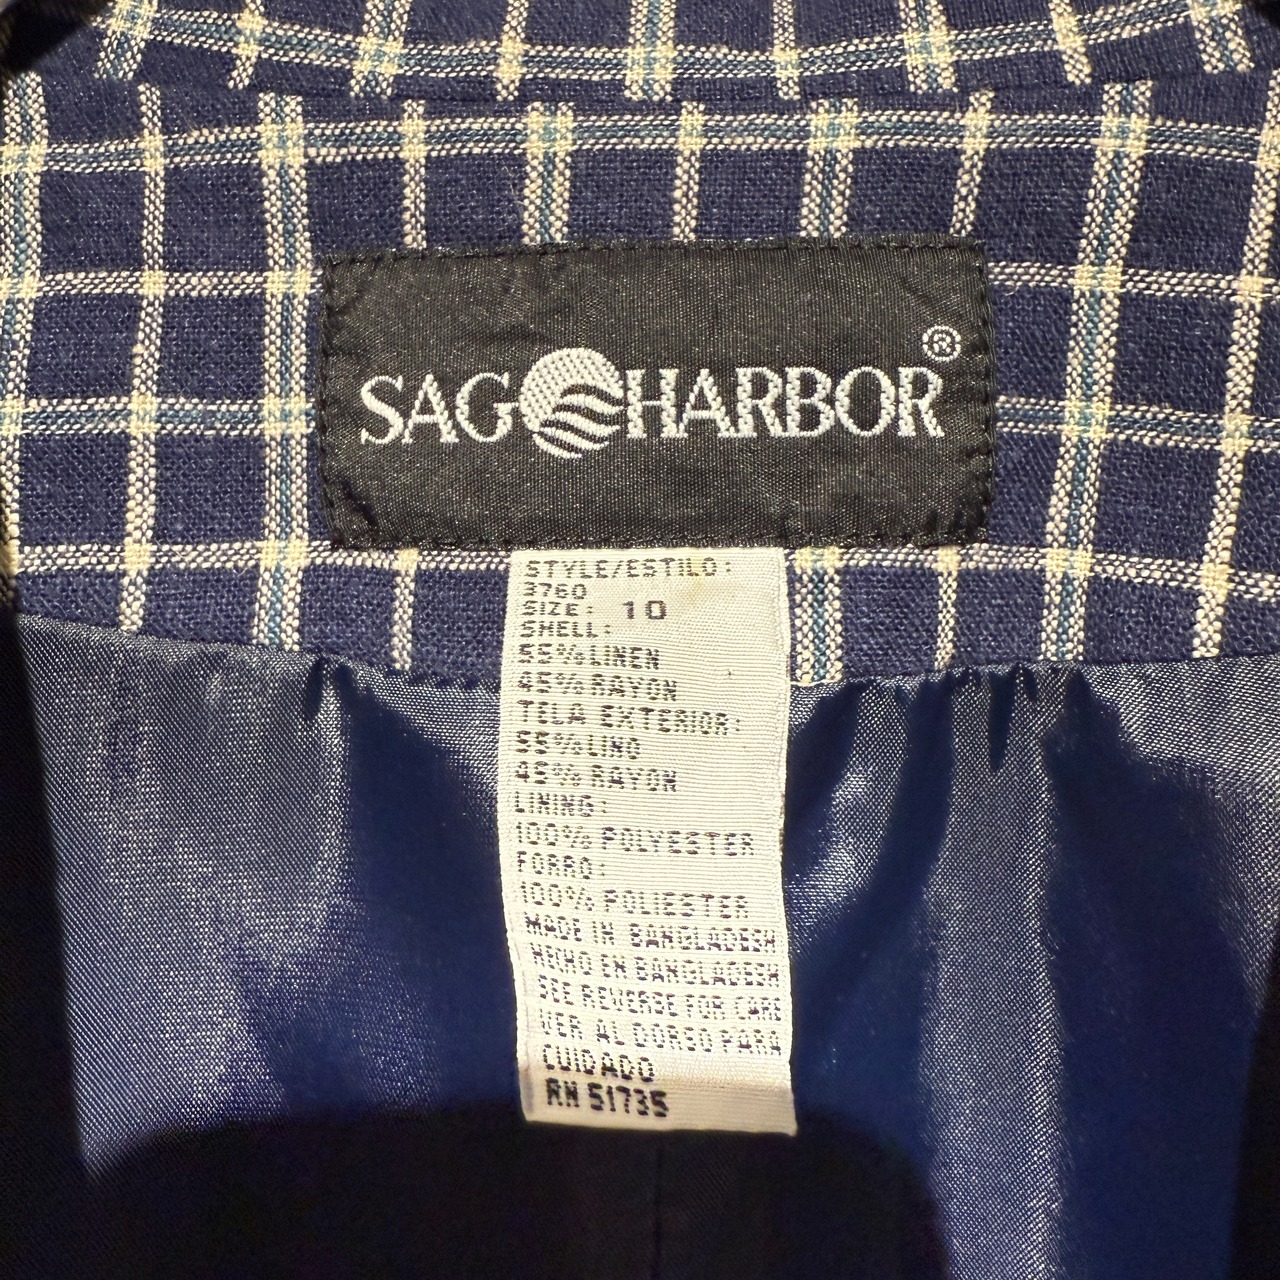 SAG HARBOR®
STYLE/ESTILO:
3760
SIZE: 10
SHELL:
55% LINEN
45% RAYON
TELA EXTERIOR:
55% LINO
45% RAYON
LINING:
100% POLYESTER
FORRO:
100% POLIESTER
MADE IN BANGLADESH
HECHO EN BANGLADESH
SEE REVERSE FOR CARE
VER AL DORSO PARA
CUIDADO
RN 51735